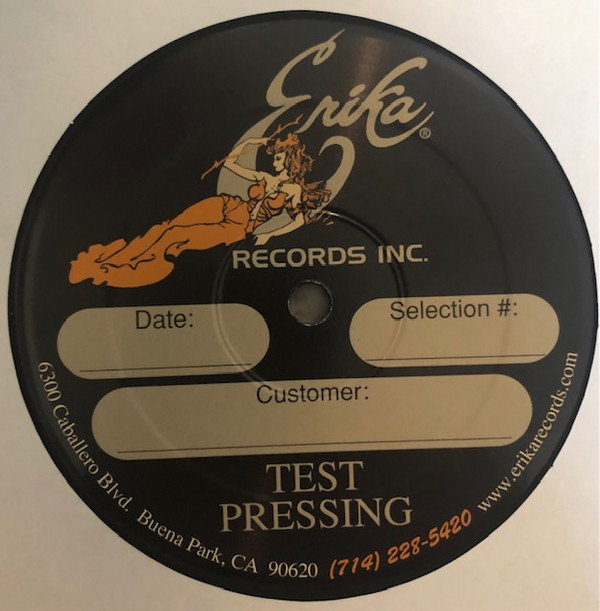 Erika®
RECORDS INC.
Date:
Selection #:
Customer:
TEST
PRESSING
6300 Caballero Blvd. Buena Park, CA 90620 (714) 228-5420 www.erikarecords.com